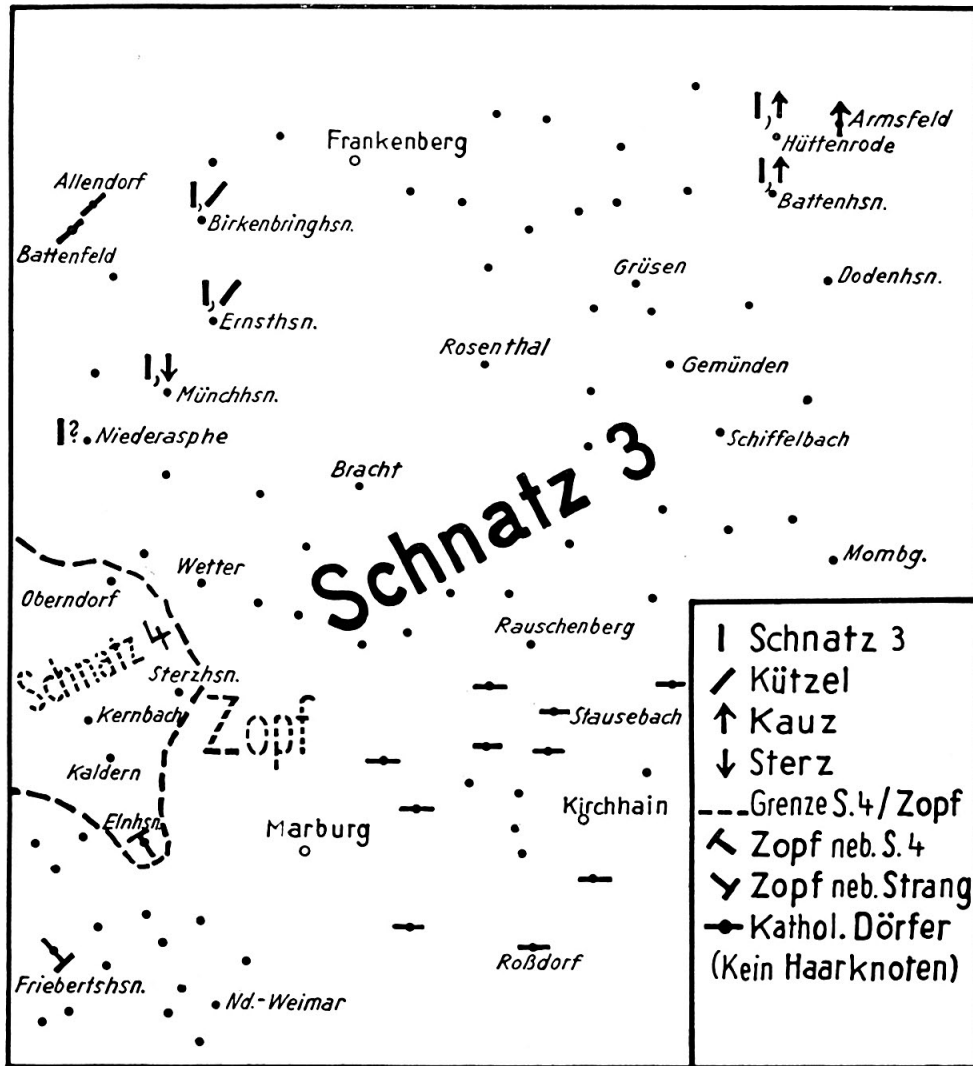 Frankenberg
I, Armsfeld
Hüttenrode
Allendorf
I,
Battenhsn.
I,
Birkenbringhsn.
Battenfeld
Grüsen
Dodenhsn.
I,
Ernsthsn.
Rosenthal
Gemünden
I,
Münchhsn.
I? Niederasphe
Schiffelbach
Bracht
Schnatz 3
Wetter
Mombg.
Oberndorf
Rauschenberg
Schnatz 4
Sterzhsn.
Kernbach
Zopf
Stausebach
Kaldern
Elnhsn.
Marburg
Kirchhain
Roßdorf
Friebertshsn.
Nd.-Weimar
I Schnatz 3
Kützel
Kauz
Sterz
Grenze S.4/Zopf
Zopf neb. S.4
Zopf neb. Strang
Kathol. Dörfer
(Kein Haarknoten)